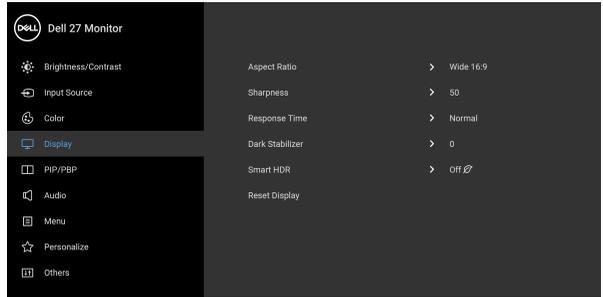 DELL Dell 27 Monitor
Brightness/Contrast
Input Source
Color
Display
PIP/PBP
Audio
Menu
Personalize
Others
Aspect Ratio > Wide 16:9
Sharpness > 50
Response Time > Normal
Dark Stabilizer > 0
Smart HDR > Off
Reset Display